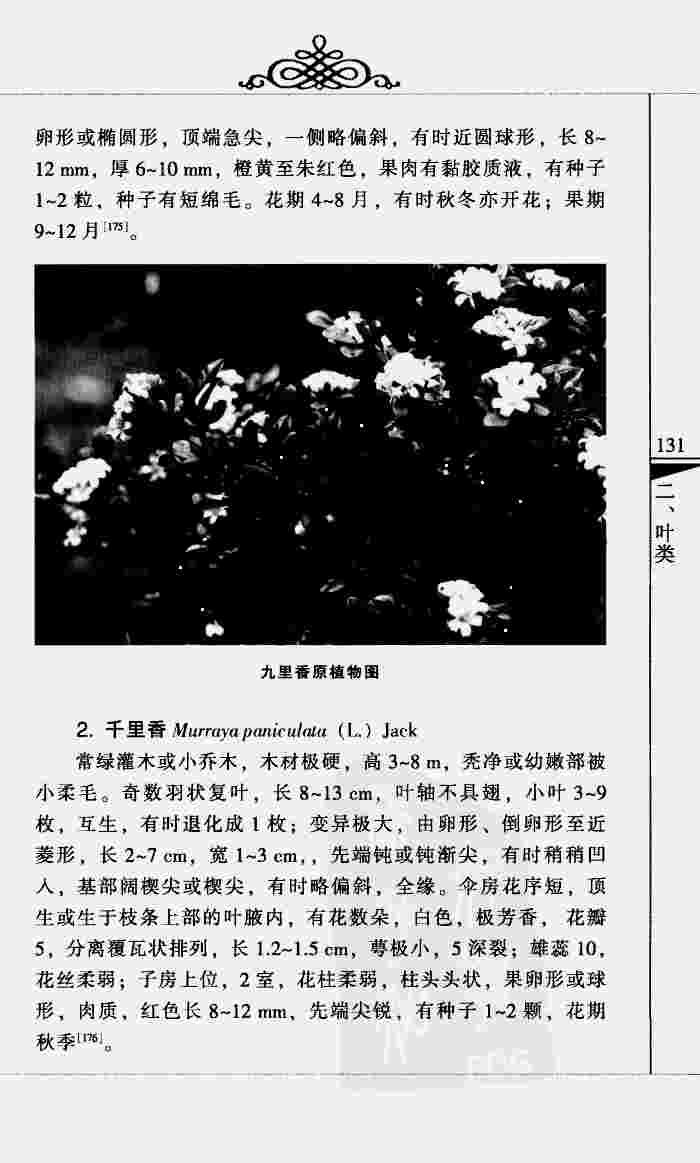 卵形或椭圆形，顶端急尖，一侧略偏斜，有时近圆球形，长 8~
12 mm，厚 6~10 mm，橙黄至朱红色，果肉有黏胶质液，有种子
1~2 粒，种子有短绵毛。花期 4~8 月，有时秋冬亦开花；果期
9~12 月[175]。
131
二、叶类
九里香原植物图
2. 千里香 Murraya paniculata (L.) Jack
常绿灌木或小乔木，木材极硬，高 3~8 m，秃净或幼嫩部被
小柔毛。奇数羽状复叶，长 8~13 cm，叶轴不具翅，小叶 3~9
枚，互生，有时退化成 1 枚；变异极大，由卵形、倒卵形至近
菱形，长 2~7 cm，宽 1~3 cm，，先端钝或钝渐尖，有时稍稍凹
人，基部阔楔尖或楔尖，有时略偏斜，全缘。伞房花序短，顶
生或生于枝条上部的叶腋内，有花数朵，白色，极芳香， 花瓣
5，分离覆瓦状排列，长 1.2~1.5 cm，萼极小，5 深裂；雄蕊 10，
花丝柔弱；子房上位，2 室，花柱柔弱，柱头头状，果卵形或球
形，肉质，红色长 8~12 mm，先端尖锐，有种子 1~2 颗，花期
秋季[176]。